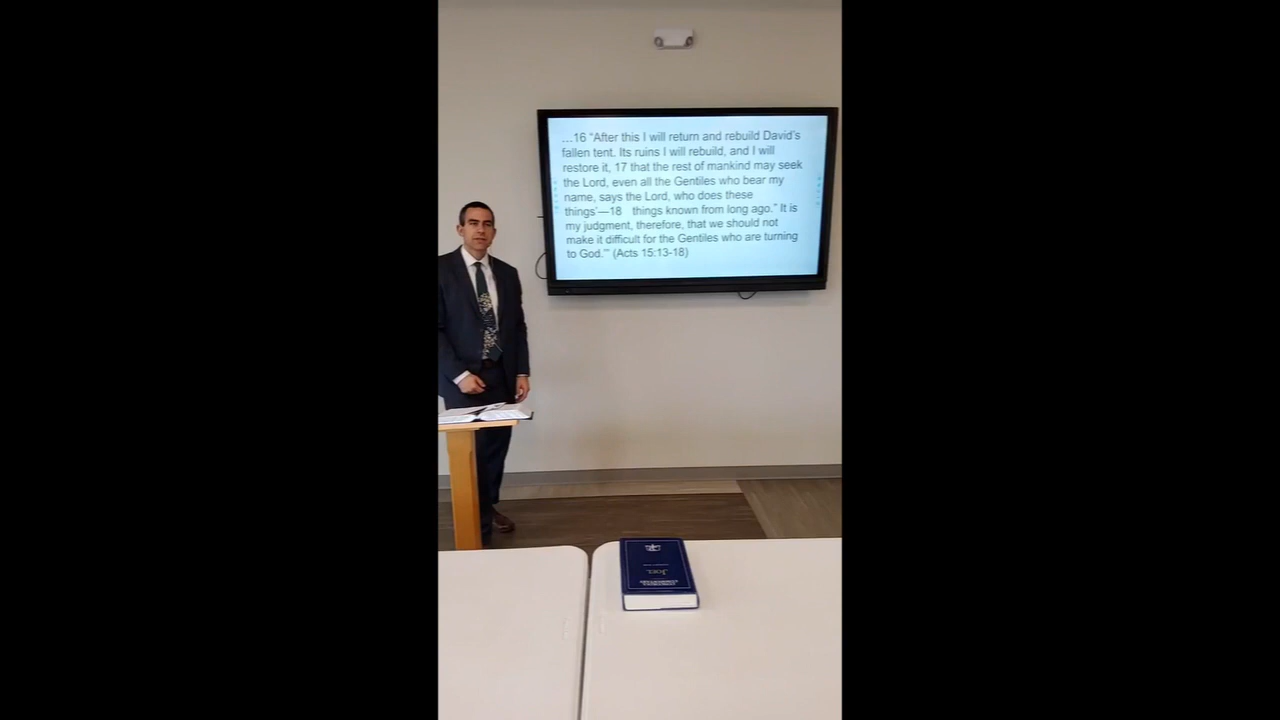 ...16 “After this I will return and rebuild David’s
fallen tent. Its ruins I will rebuild, and I will
restore it, 17 that the rest of mankind may seek
the Lord, even all the Gentiles who bear my
name, says the Lord, who does these
things’—18 things known from long ago.” It is
my judgment, therefore, that we should not
make it difficult for the Gentiles who are turning
to God.’” (Acts 15:13-18)
JOEL